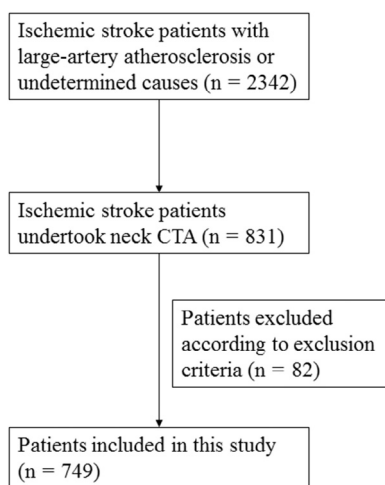 Ischemic stroke patients with
large-artery atherosclerosis or
undetermined causes (n = 2342)
Ischemic stroke patients
undertook neck CTA (n = 831)
Patients excluded
according to exclusion
criteria (n = 82)
Patients included in this study
(n = 749)